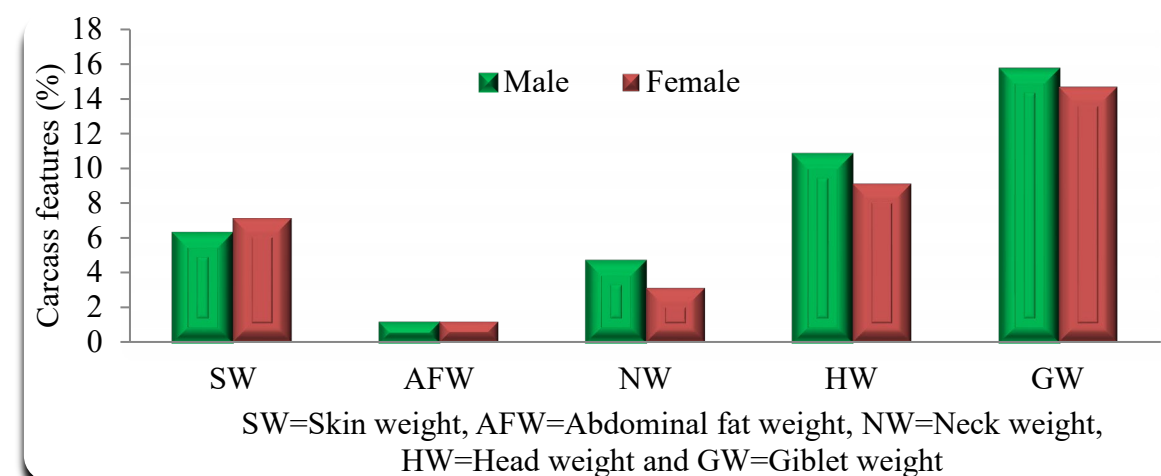 18
16
14
12
10
8
6
4
2
0
Carcass features (%)
Male Female
SW AFW NW HW GW
SW=Skin weight, AFW=Abdominal fat weight, NW=Neck weight,
HW=Head weight and GW=Giblet weight